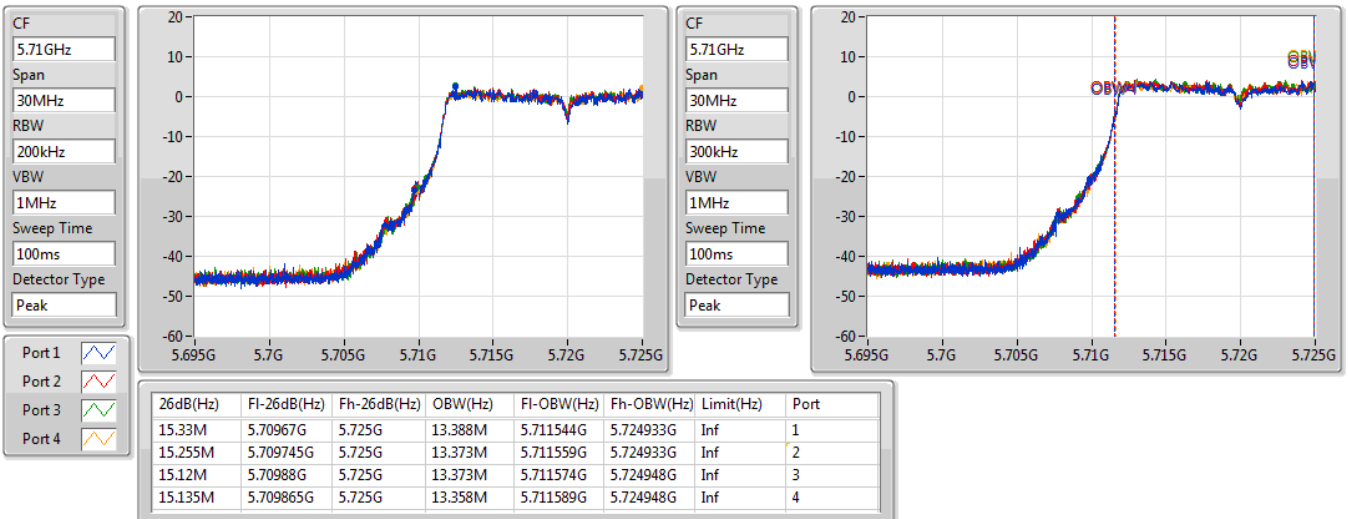 CF
5.71GHz
Span
30MHz
RBW
200kHz
VBW
1MHz
Sweep Time
100ms
Detector Type
Peak
20
10
0
-10
-20
-30
-40
-50
-60
5.695G 5.7G 5.705G 5.71G 5.715G 5.72G 5.725G
CF
5.71GHz
Span
30MHz
RBW
300kHz
VBW
1MHz
Sweep Time
100ms
Detector Type
Peak
20
10
0
-10
-20
-30
-40
-50
-60
5.695G 5.7G 5.705G 5.71G 5.715G 5.72G 5.725G
OBW
OBW
OBW
Port 1
Port 2
Port 3
Port 4
26dB(Hz) Fl-26dB(Hz) Fh-26dB(Hz) OBW(Hz) Fl-OBW(Hz) Fh-OBW(Hz) Limit(Hz) Port
15.33M 5.70967G 5.725G 13.388M 5.711544G 5.724933G Inf 1
15.255M 5.709745G 5.725G 13.373M 5.711559G 5.724933G Inf 2
15.12M 5.70988G 5.725G 13.373M 5.711574G 5.724948G Inf 3
15.135M 5.709865G 5.725G 13.358M 5.711589G 5.724948G Inf 4